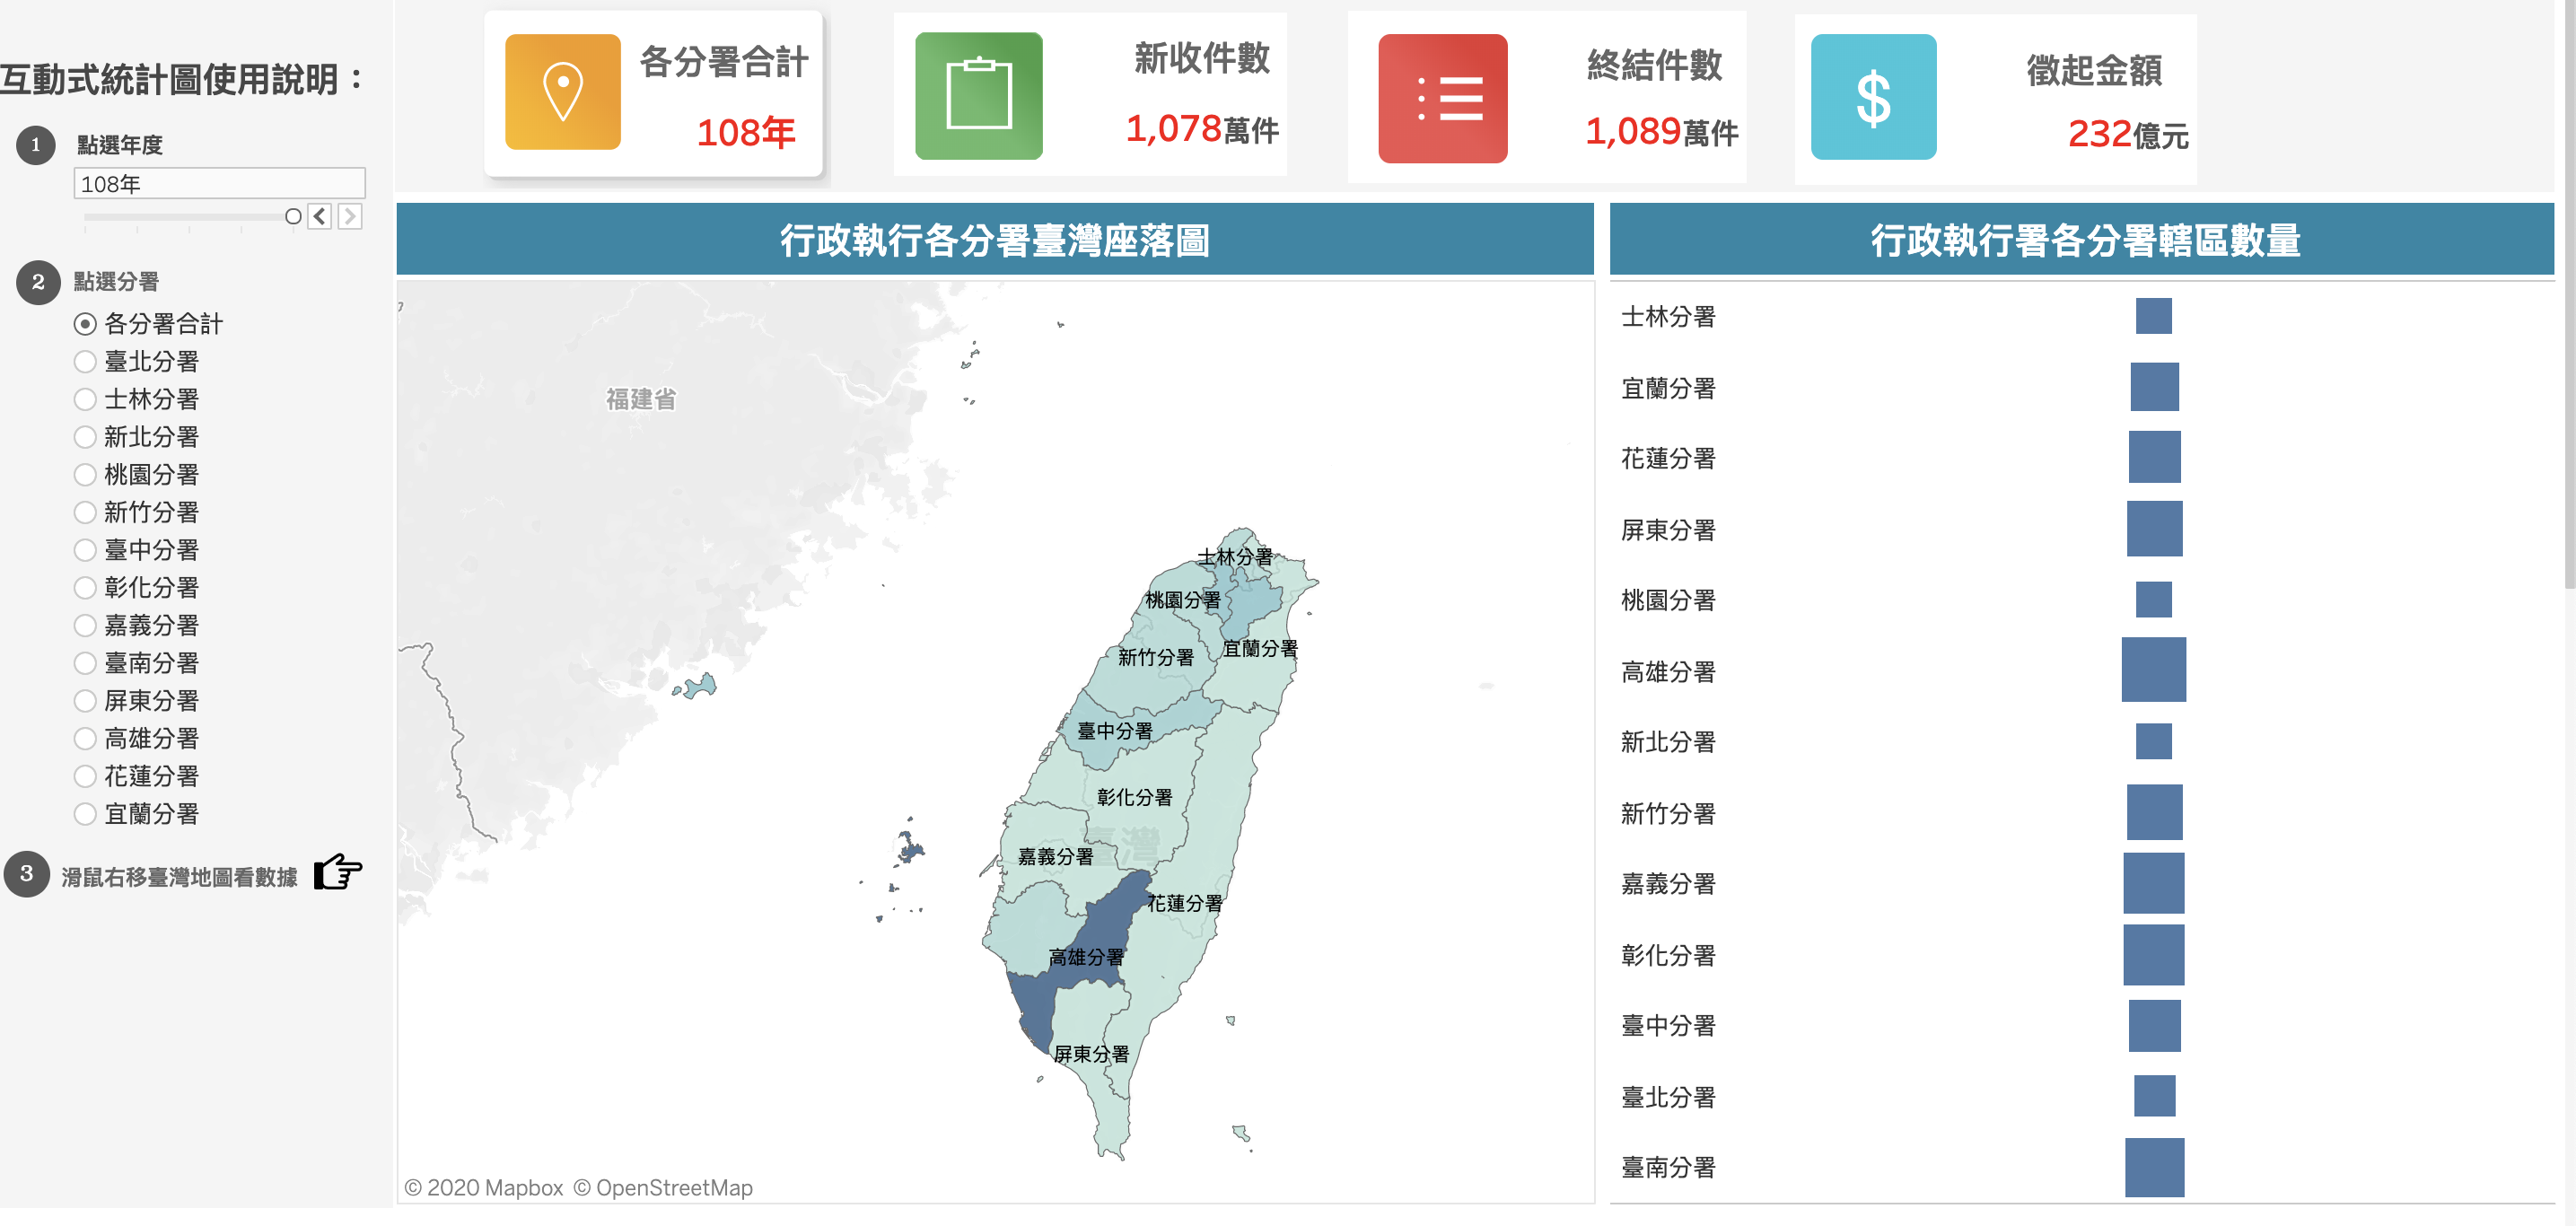 互動式統計圖使用說明：
1 點選年度
108年
2 點選分署
各分署合計
臺北分署
士林分署
新北分署
桃園分署
新竹分署
臺中分署
彰化分署
嘉義分署
臺南分署
屏東分署
高雄分署
花蓮分署
宜蘭分署
3 滑鼠右移臺灣地圖看數據
各分署合計
108年
新收件數
1,078萬件
終結件數
1,089萬件
$
徵起金額
232億元
行政執行各分署臺灣座落圖
福建省
士林分署
桃園分署
宜蘭分署
新竹分署
臺中分署
彰化分署
臺灣
嘉義分署
花蓮分署
高雄分署
屏東分署
© 2020 Mapbox © OpenStreetMap
行政執行署各分署轄區數量
士林分署
宜蘭分署
花蓮分署
屏東分署
桃園分署
高雄分署
新北分署
新竹分署
嘉義分署
彰化分署
臺中分署
臺北分署
臺南分署